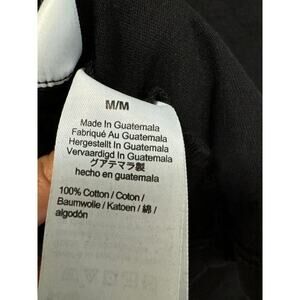 M/M
Made In Guatemala
Fabriqué Au Guatemala
Hergestellt In Guatemala
Vervaardigd In Guatemala
グアテマラ製
hecho en guatemala
100% Cotton / Coton /
Baumwolle / Katoen / 綿 /
algodón